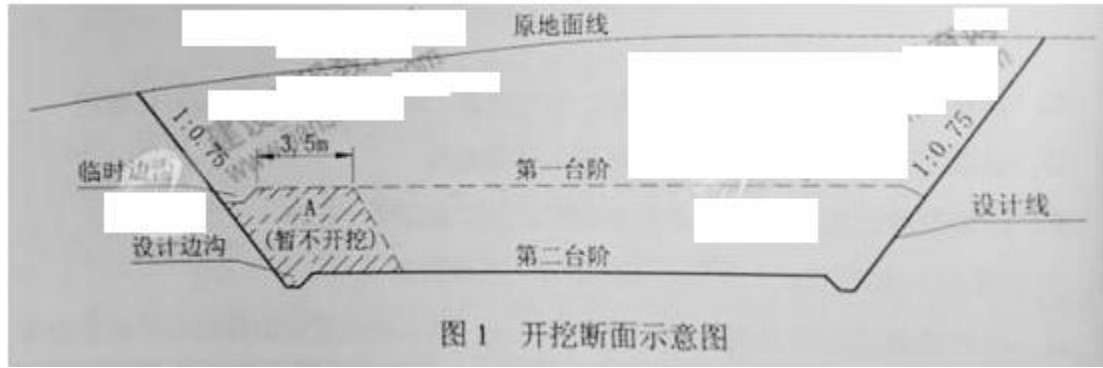 原地面线
1:0.75
3.5m
1:0.75
临时边沟
第一台阶
A
(暂不开挖)
设计线
设计边沟
第二台阶
图1 开挖断面示意图